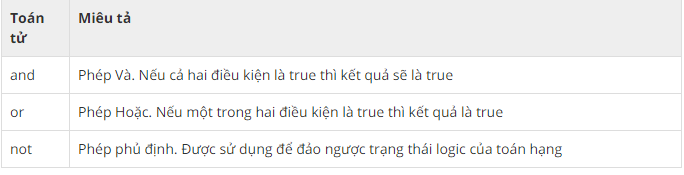 Toán tử	Miêu tả
and	Phép Và. Nếu cả hai điều kiện là true thì kết quả sẽ là true
or	Phép Hoặc. Nếu một trong hai điều kiện là true thì kết quả là true
not	Phép phủ định. Được sử dụng để đảo ngược trạng thái logic của toán hạng